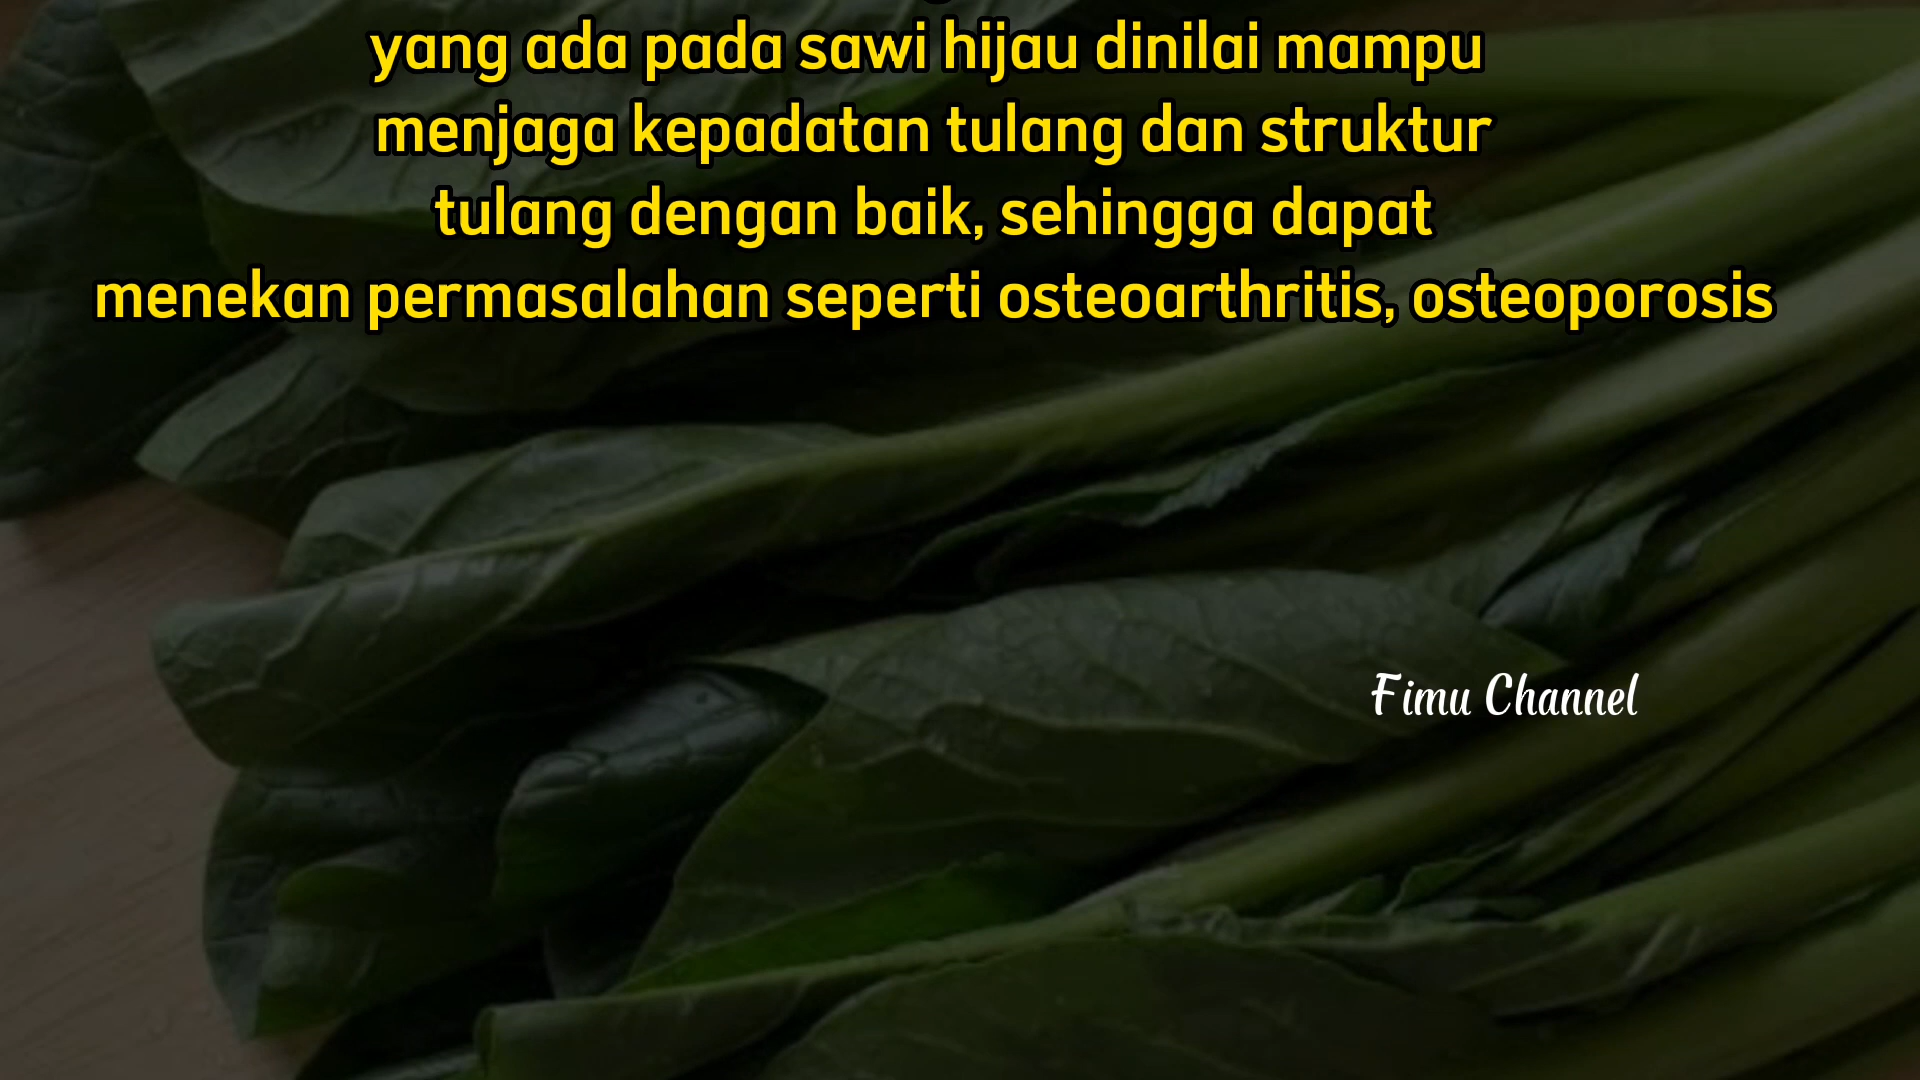 yang ada pada sawi hijau dinilai mampu
menjaga kepadatan tulang dan struktur
tulang dengan baik, sehingga dapat
menekan permasalahan seperti osteoarthritis, osteoporosis
Fimu Channel